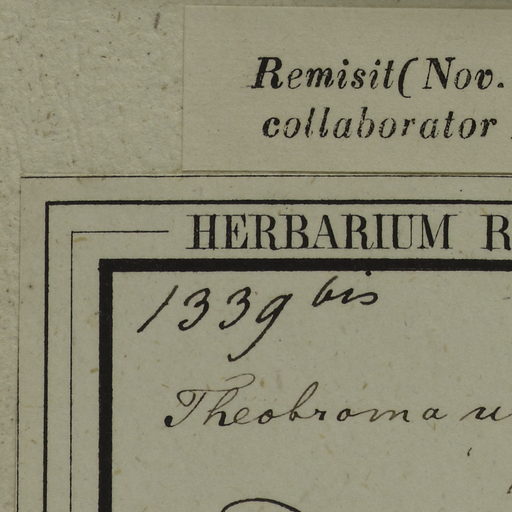 Remisit (Nov.
collaborator
HERBARIUM R
1339 bis
Theobroma u